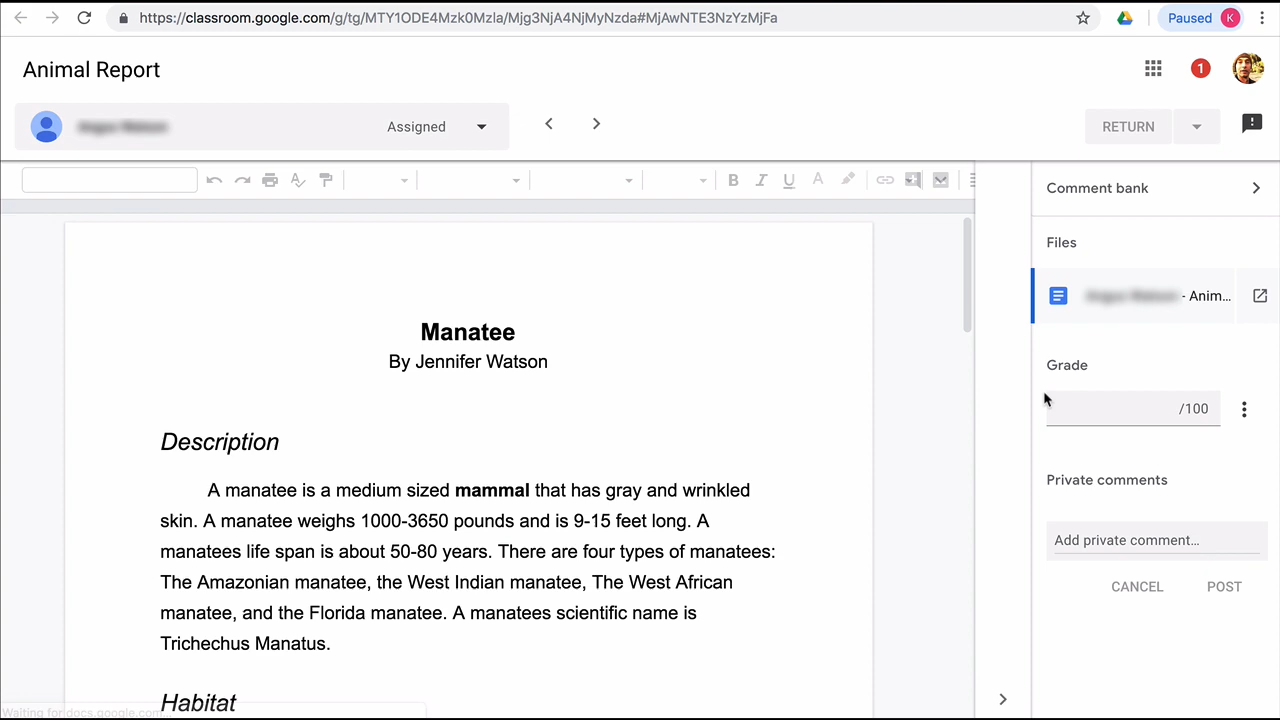 https://classroom.google.com/g/tg/MTY1ODE4Mzk0Mzla/Mjg3NjA4NjMyNzda#MjAwNTE3NzYzMjFa
Paused K
Animal Report
1
Assigned
RETURN
Comment bank
Files
- Anim...
Grade
/100
Private comments
Add private comment...
CANCEL POST
Manatee
By Jennifer Watson
Description
A manatee is a medium sized mammal that has gray and wrinkled
skin. A manatee weighs 1000-3650 pounds and is 9-15 feet long. A
manatees life span is about 50-80 years. There are four types of manatees:
The Amazonian manatee, the West Indian manatee, The West African
manatee, and the Florida manatee. A manatees scientific name is
Trichechus Manatus.
Habitat
Waiting for docs.google.com...